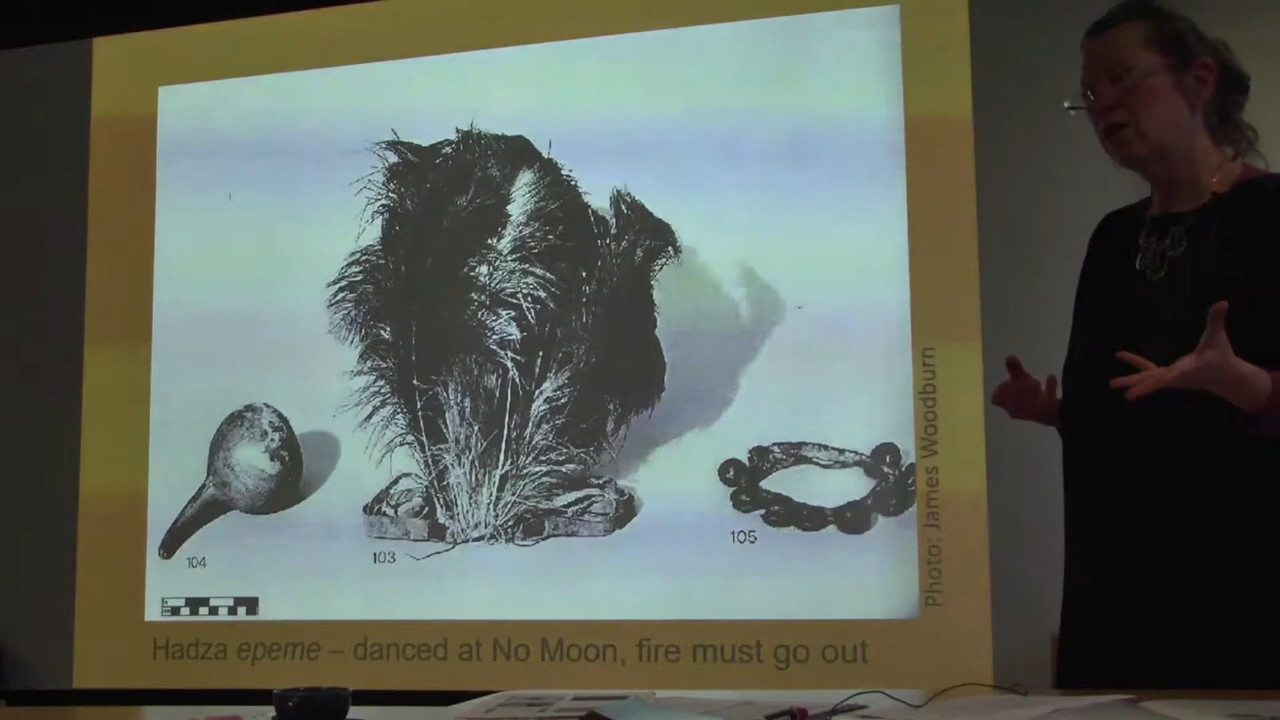 104
103
105
Photo: James Woodburn
Hadza epeme – danced at No Moon, fire must go out